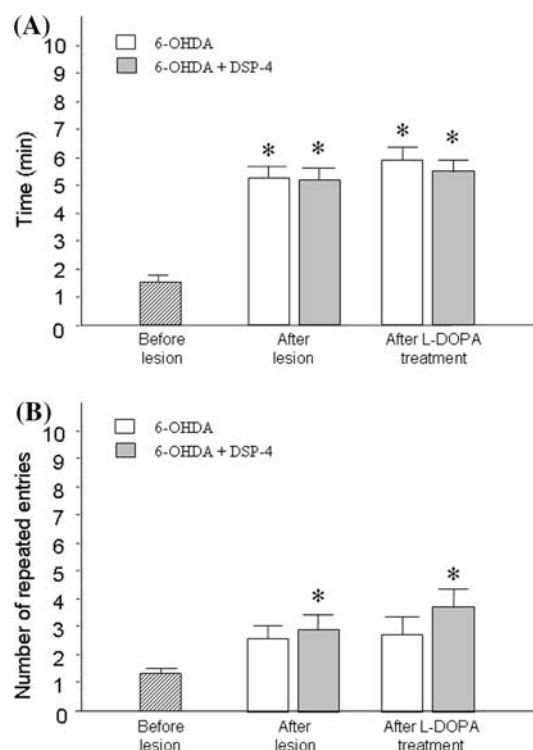 (A)
6-OHDA
6-OHDA + DSP-4
Time (min)
10
9
8
7
6
5
4
3
2
1
0
* * * *
Before lesion
After lesion
After L-DOPA treatment
(B)
6-OHDA
6-OHDA + DSP-4
Number of repeated entries
10
9
8
7
6
5
4
3
2
1
0
* *
Before lesion
After lesion
After L-DOPA treatment